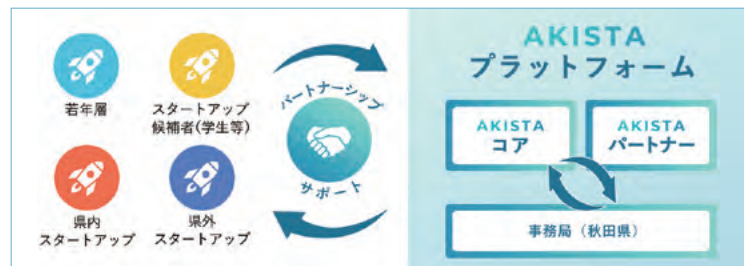 若年層
スタートアップ
候補者(学生等)
県内
スタートアップ
県外
スタートアップ
パートナーシップ
サポート
AKISTA
プラットフォーム
AKISTA
コア
AKISTA
パートナー
事務局（秋田県）